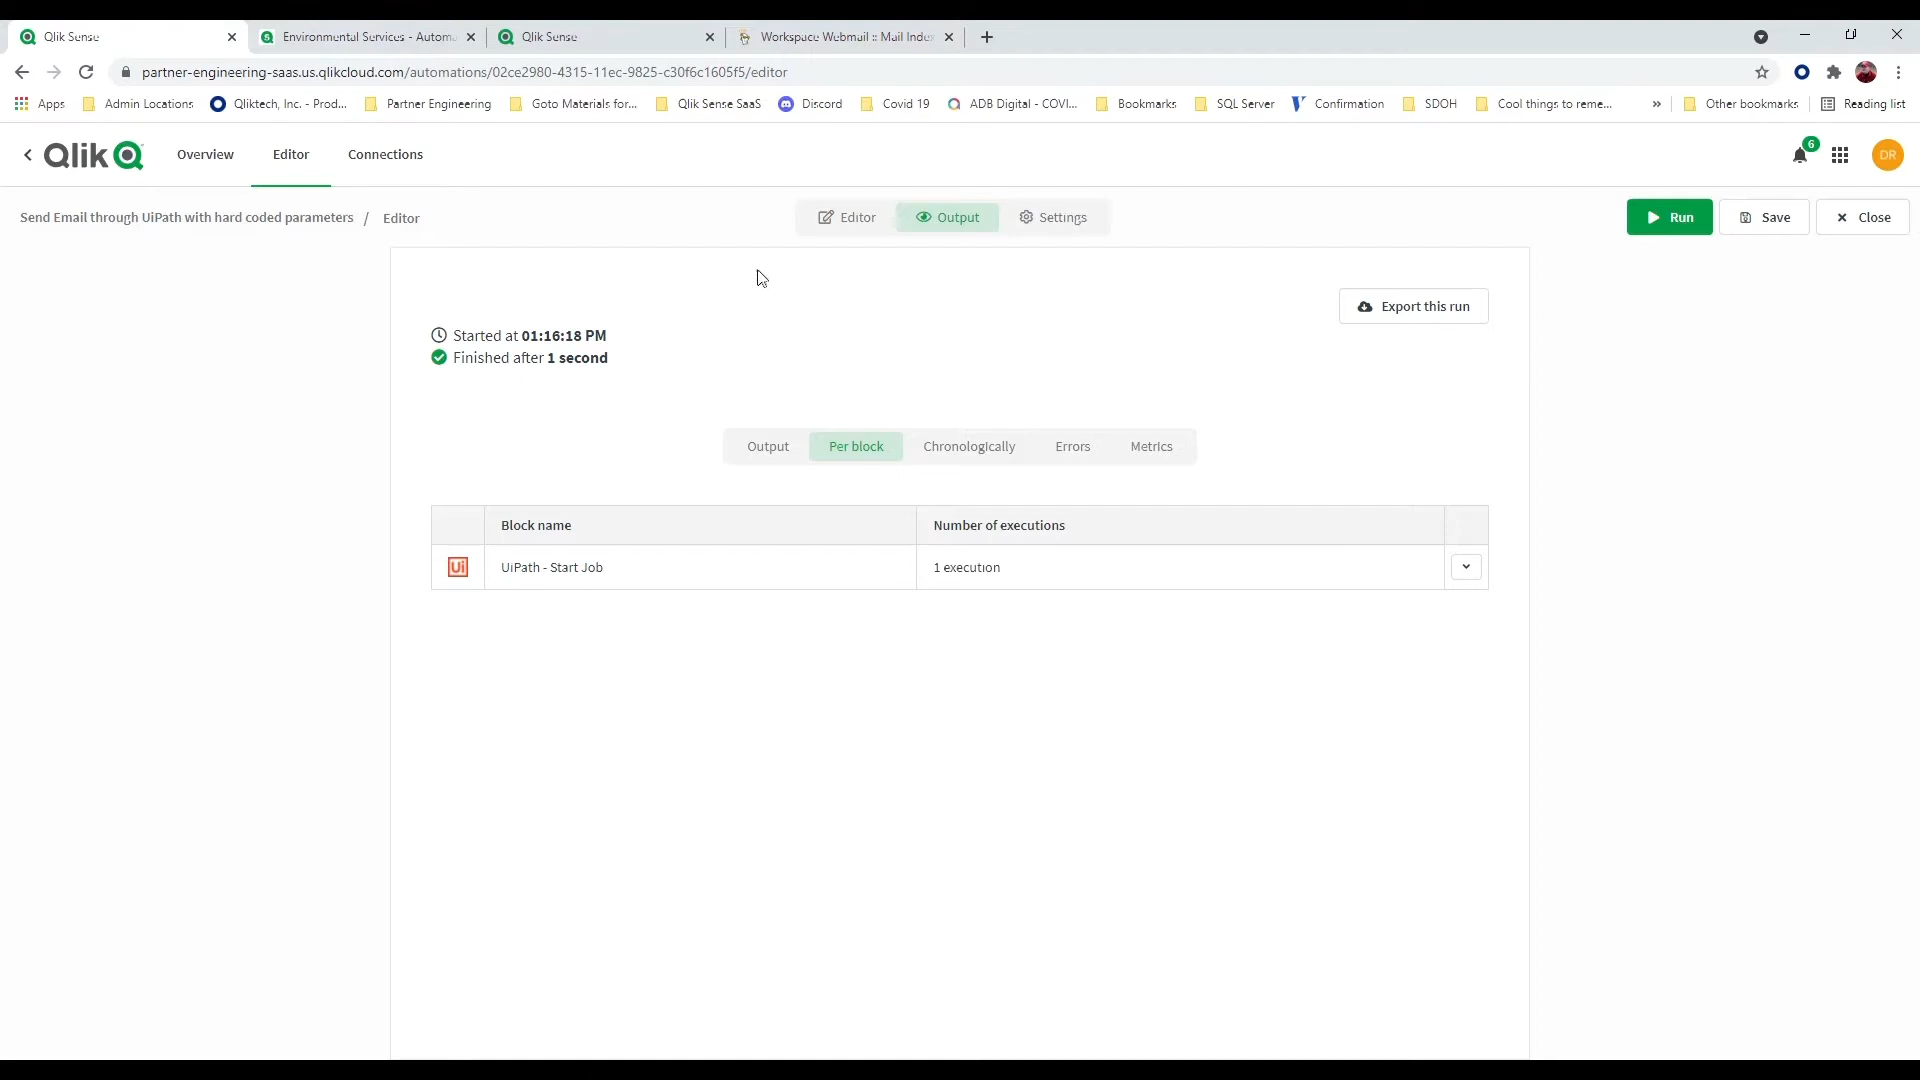 Qlik Sense
Environmental Services - Automa
Qlik Sense
Workspace Webmail :: Mail Index
partner-engineering-saas.us.qlikcloud.com/automations/02ce2980-4315-11ec-9825-c30f6c1605f5/editor
Apps
Admin Locations
Qliktech, Inc. - Prod...
Partner Engineering
Goto Materials for...
Qlik Sense SaaS
Discord
Covid 19
ADB Digital - COVI...
Bookmarks
SQL Server
Confirmation
SDOH
Cool things to reme...
»
Other bookmarks
Reading list
Qlik
Overview
Editor
Connections
6
DR
Send Email through UiPath with hard coded parameters / Editor
Editor
Output
Settings
Run
Save
Close
Export this run
Started at 01:16:18 PM
Finished after 1 second
Output
Per block
Chronologically
Errors
Metrics
Block name
Number of executions
Ui
UiPath - Start Job
1 execution